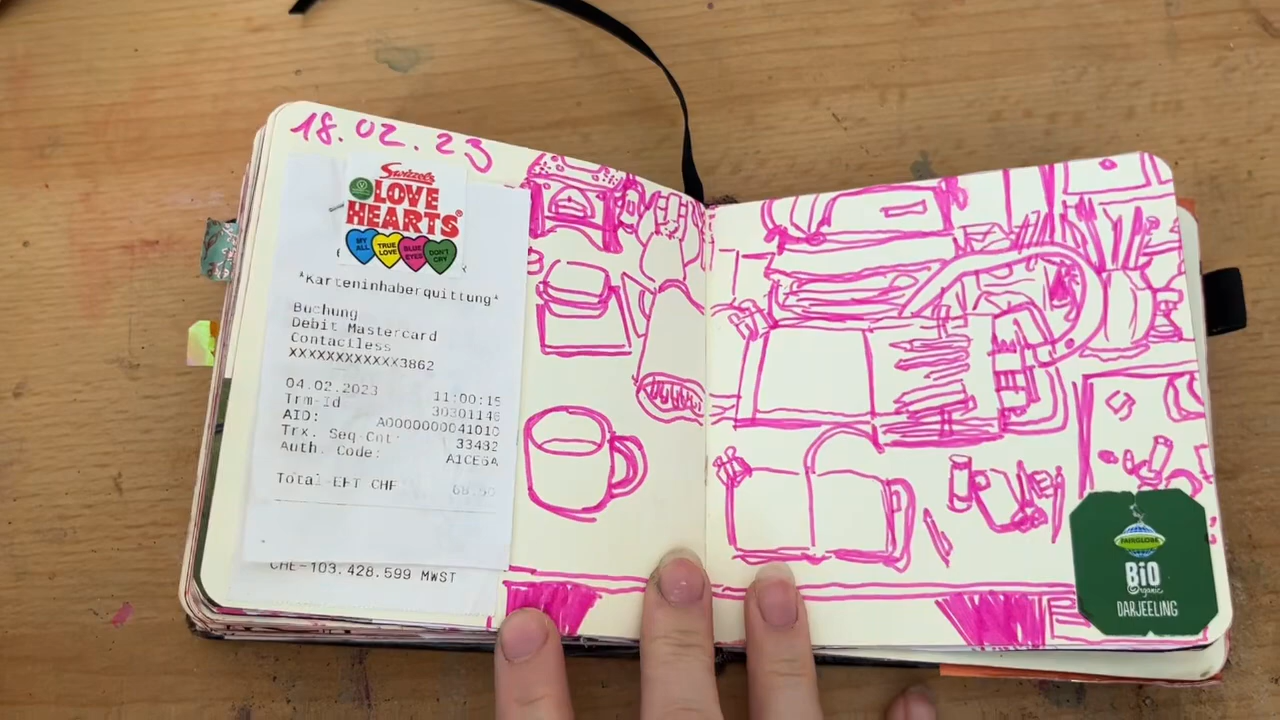 18.02.23
Swizzels
LOVE
HEARTS®
MY ALL
TRUE LOVE
BLUE EYES
DON'T CRY
*Karteninhaberquittung*
Buchung
Debit Mastercard
Contactless
XXXXXXXXXXXX3862
04.02.2023 11:00:15
Trm-Id 30301146
AID: A0000000041010
Trx. Seq-Cnt: 33432
Auth. Code: A1CE6A
Total-EFT CHF
CHE-103.428.599 MWST
FAIRGLOBE
BiO
Organic
DARJEELING